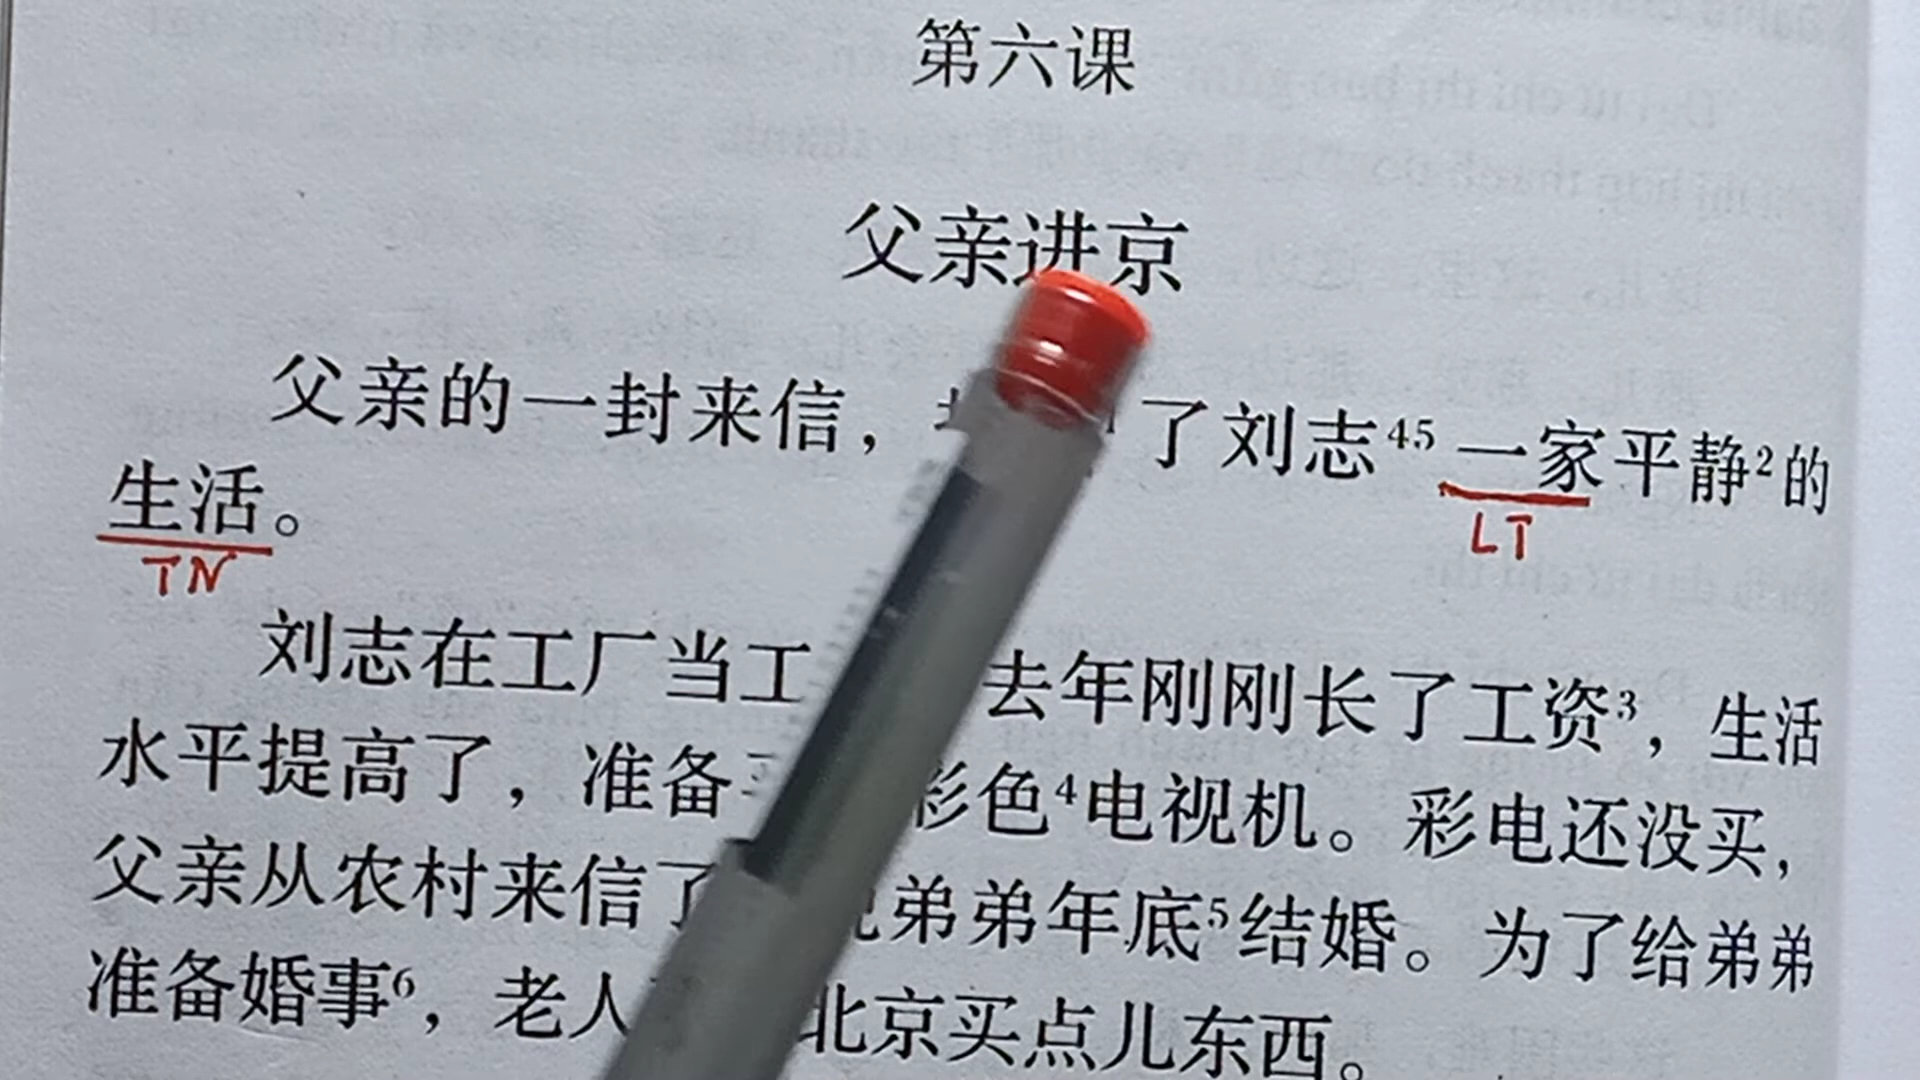 第六课
父亲进京
父亲的一封来信，了刘志45一家平静2的
LT
生活。
TN
刘志在工厂当工 去年刚刚长了工资3，生活
水平提高了，准备 彩色4电视机。彩电还没买，
父亲从农村来信了 弟弟年底5结婚。为了给弟弟
准备婚事6，老人 北京买点儿东西。